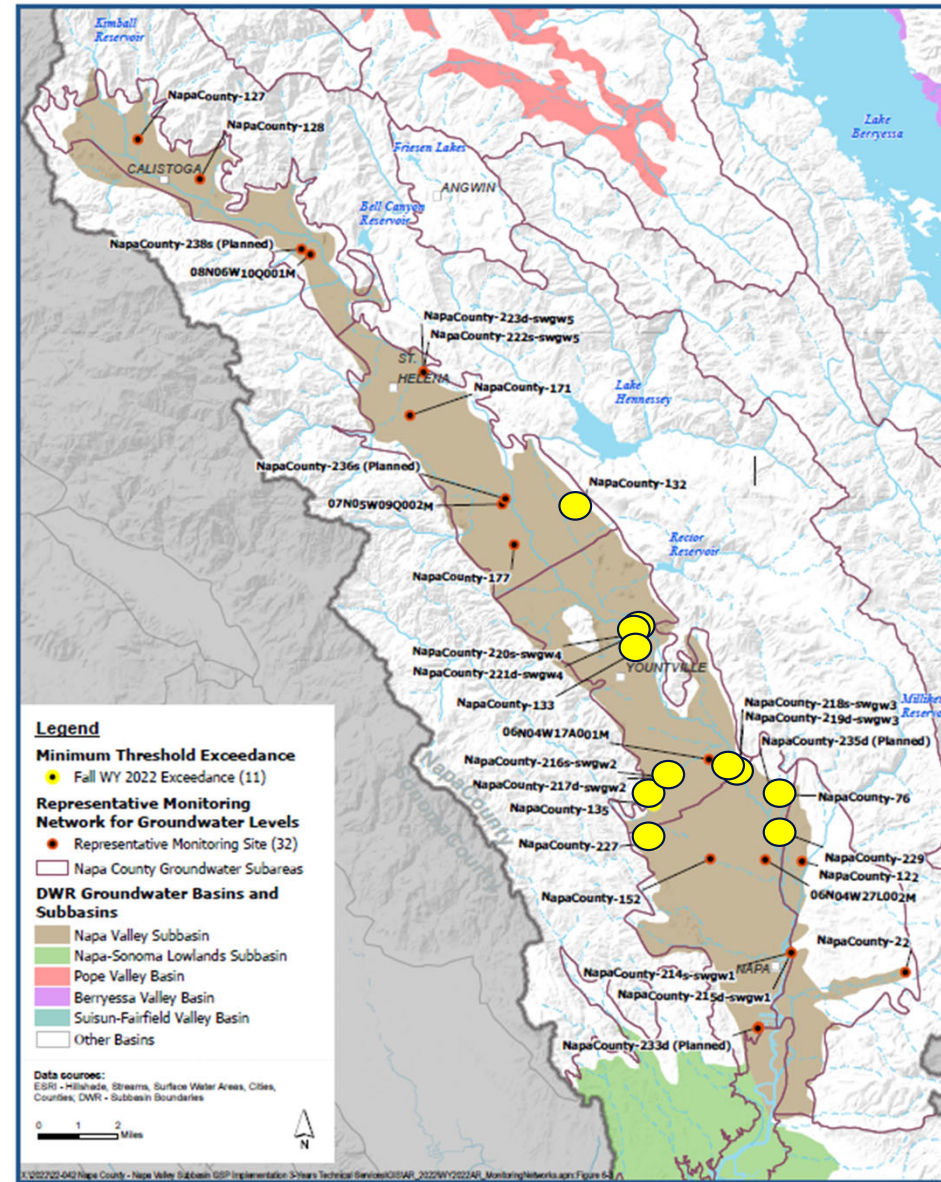 Kimball
Reservoir
NapaCounty-127
NapaCounty-128
CALISTOGA
Friesen Lakes
ANGWIN
Lake
Berryessa
Bell Canyon
Reservoir
NapaCounty-238s (Planned)
08N06W10Q001M
NapaCounty-223d-swgw5
NapaCounty-222s-swgw5
ST.
HELENA
NapaCounty-171
Lake
Hennessey
NapaCounty-236s (Planned)
NapaCounty-132
07N05W09Q002M
Rector
Reservoir
NapaCounty-177
NapaCounty-220s-swgw4
NapaCounty-221d-swgw4
YOUNTVILLE
NapaCounty-133
NapaCounty-218s-swgw3
NapaCounty-219d-swgw3
NapaCounty-235d (Planned)
06N04W17A001M
NapaCounty-216s-swgw2
NapaCounty-217d-swgw2
NapaCounty-135
NapaCounty-76
NapaCounty-227
NapaCounty-229
NapaCounty-122
06N04W27L002M
NapaCounty-152
NapaCounty-22
NapaCounty-214s-swgw1
NAPA
NapaCounty-215d-swgw1
NapaCounty-233d (Planned)
Napa County
Sonoma County
Legend
Minimum Threshold Exceedance
Fall WY 2022 Exceedance (11)
Representative Monitoring
Network for Groundwater Levels
Representative Monitoring Site (32)
Napa County Groundwater Subareas
DWR Groundwater Basins and
Subbasins
Napa Valley Subbasin
Napa-Sonoma Lowlands Subbasin
Pope Valley Basin
Berryessa Valley Basin
Suisun-Fairfield Valley Basin
Other Basins
Data sources:
ESRI - Hillshade, Streams, Surface Water Areas, Cities,
Counties; DWR - Subbasin Boundaries
0 1 2
Miles
N